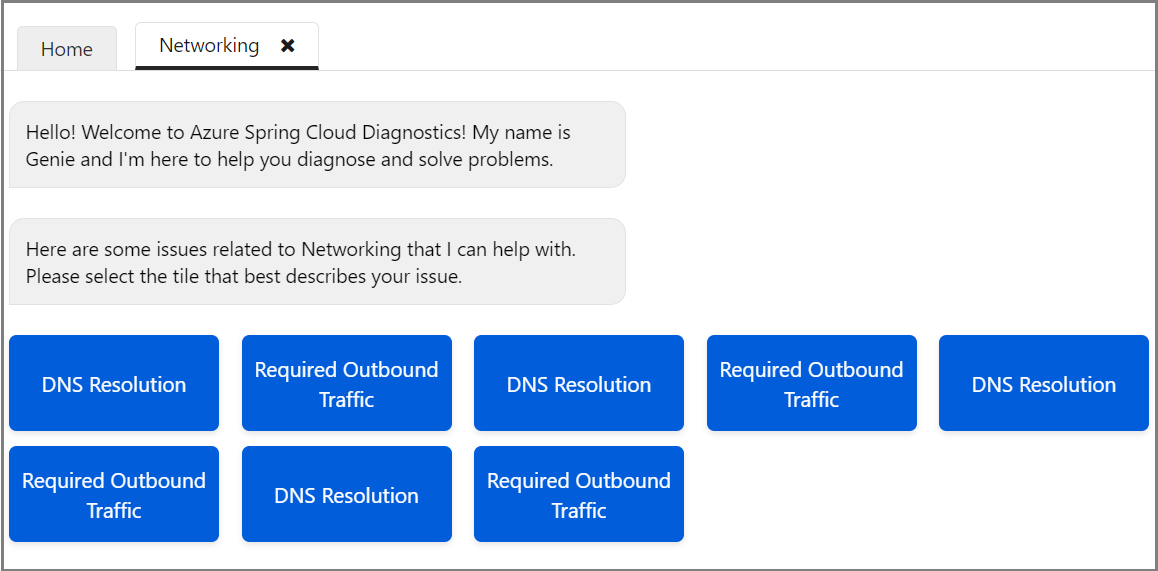 Home
Networking ✖
Hello! Welcome to Azure Spring Cloud Diagnostics! My name is
Genie and I'm here to help you diagnose and solve problems.
Here are some issues related to Networking that I can help with.
Please select the tile that best describes your issue.
DNS Resolution
Required Outbound
Traffic
DNS Resolution
Required Outbound
Traffic
DNS Resolution
Required Outbound
Traffic
DNS Resolution
Required Outbound
Traffic